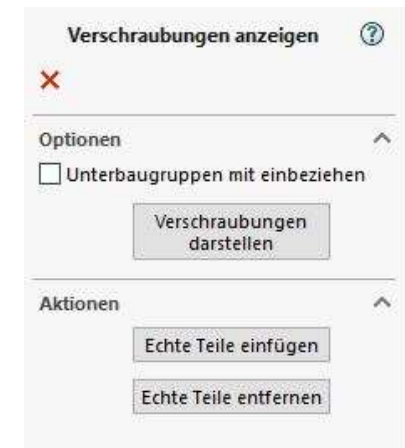 Verschraubungen anzeigen ?
Optionen
Unterbaugruppen mit einbeziehen
Verschraubungen
darstellen
Aktionen
Echte Teile einfügen
Echte Teile entfernen